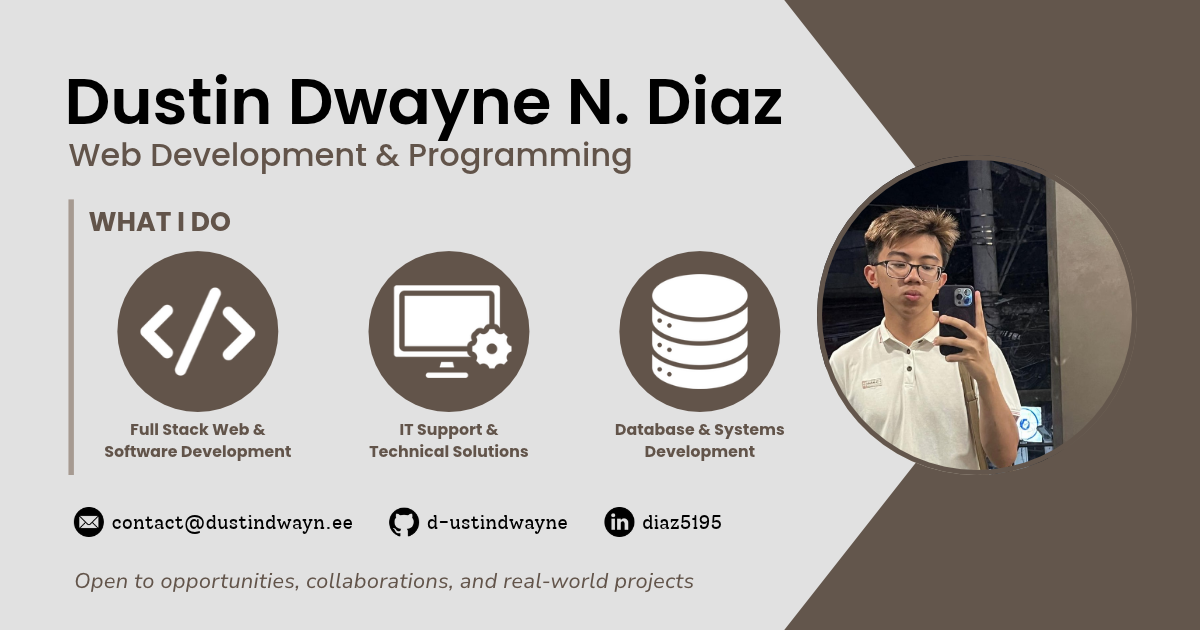 Dustin Dwayne N. Diaz
Web Development & Programming
WHAT I DO
Full Stack Web &
Software Development
IT Support &
Technical Solutions
Database & Systems
Development
contact@dustindwayn.ee
d-ustindwayne
in diaz5195
Open to opportunities, collaborations, and real-world projects